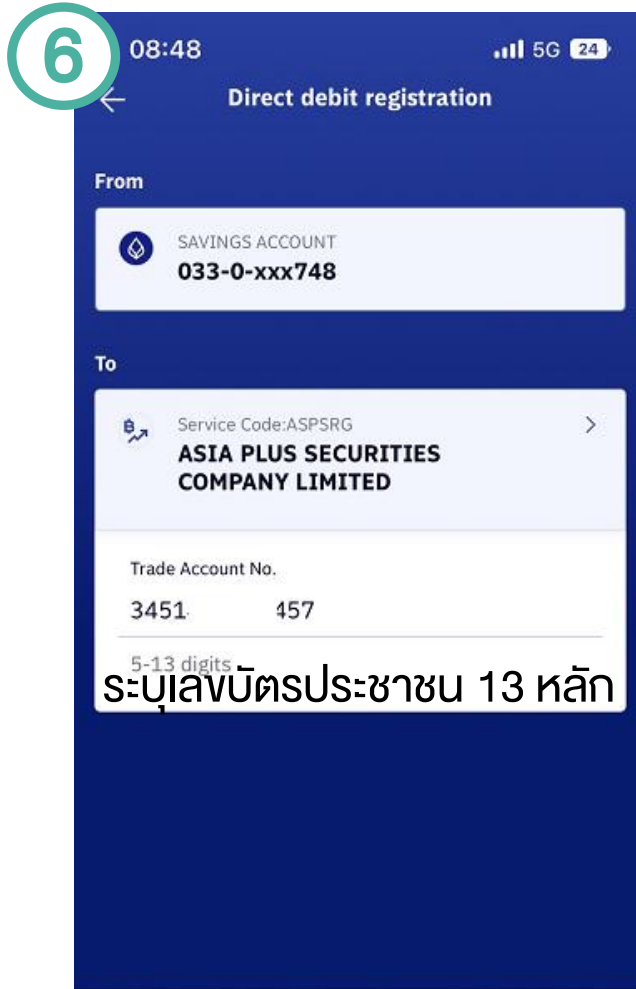 6
08:48
5G 24
Direct debit registration
From
SAVINGS ACCOUNT
033-0-xxx748
To
Service Code:ASPSRG
ASIA PLUS SECURITIES
COMPANY LIMITED
Trade Account No.
3451 457
5-13 digits
ระบุเลขบัตรประชาชน 13 หลัก